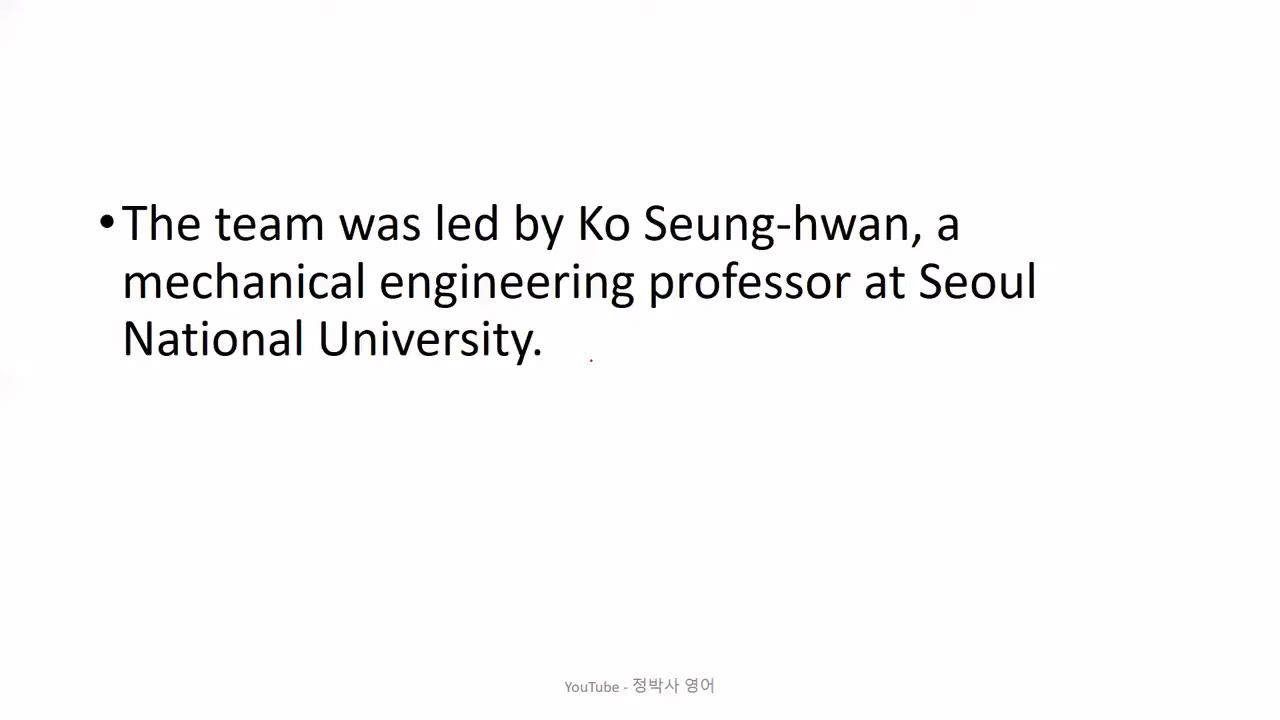 •The team was led by Ko Seung-hwan, a
mechanical engineering professor at Seoul
National University.
YouTube - 정박사 영어